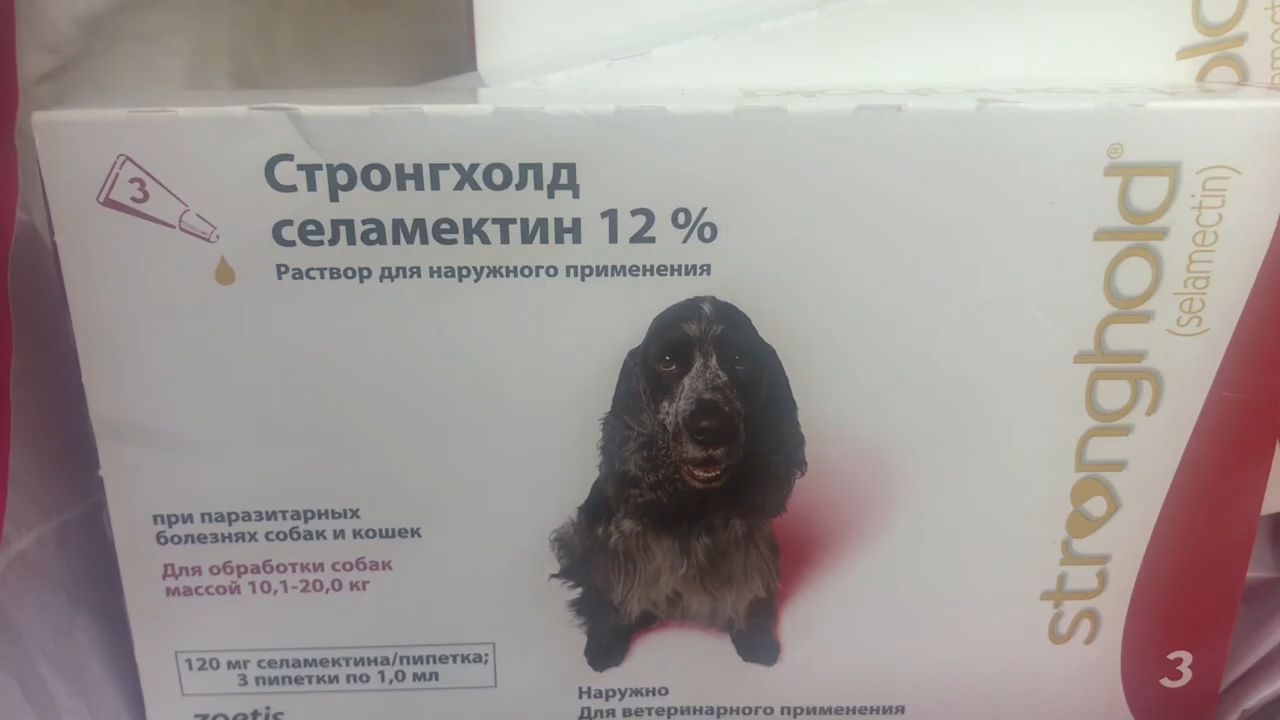 3
Стронгхолд
селамектин 12 %
Раствор для наружного применения
при паразитарных
болезнях собак и кошек
Для обработки собак
массой 10,1-20,0 кг
120 мг селамектина/пипетка;
3 пипетки по 1,0 мл
zoetis
Наружно
Для ветеринарного применения
stronghold®
(selamectin)
3